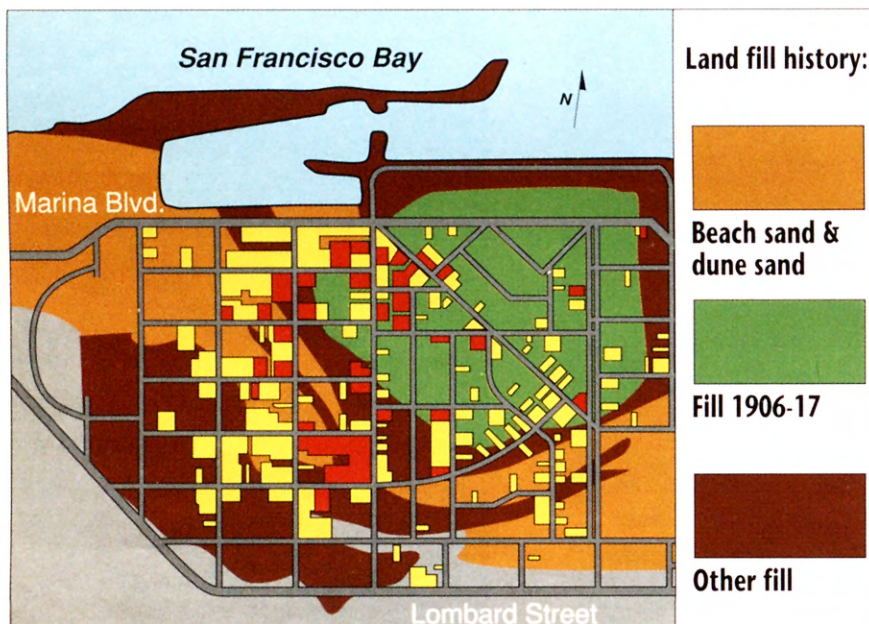 San Francisco Bay
N
Marina Blvd.
Lombard Street
Land fill history:
Beach sand &
dune sand
Fill 1906-17
Other fill